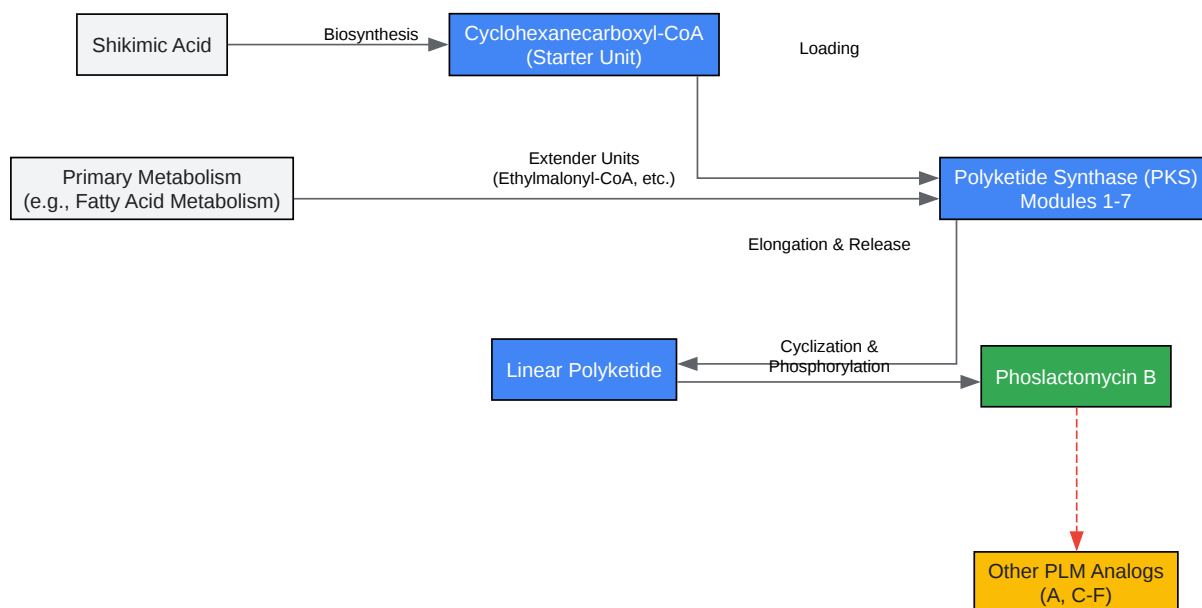 Shikimic Acid
Biosynthesis
Cyclohexanecarboxyl-CoA
(Starter Unit)
Loading
Primary Metabolism
(e.g., Fatty Acid Metabolism)
Extender Units
(Ethylmalonyl-CoA, etc.)
Polyketide Synthase (PKS)
Modules 1-7
Elongation & Release
Linear Polyketide
Cyclization &
Phosphorylation
Phoslactomycin B
Other PLM Analogs
(A, C-F)